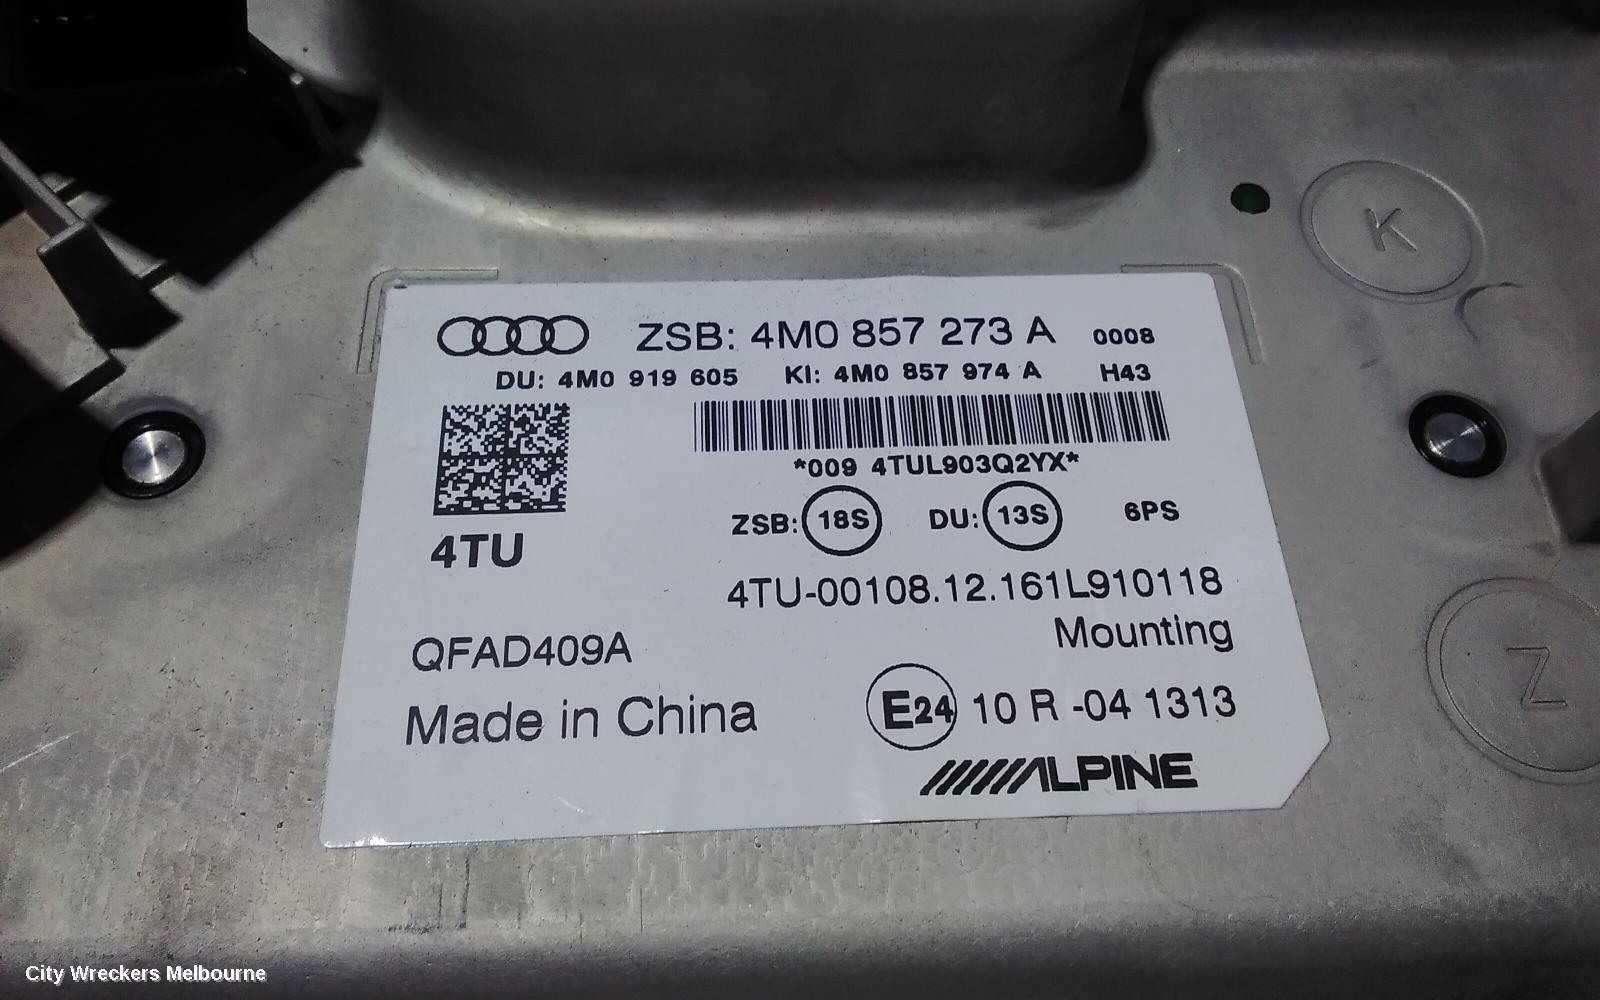 ZSB: 4M0 857 273 A 0008
DU: 4M0 919 605 KI: 4M0 857 974 A H43
*009 4TUL903Q2YX*
ZSB: 18S DU: 13S 6PS
4TU
4TU-00108.12.161L910118
Mounting
QFAD409A
Made in China
E24 10 R -04 1313
ALPINE
K
Z
City Wreckers Melbourne